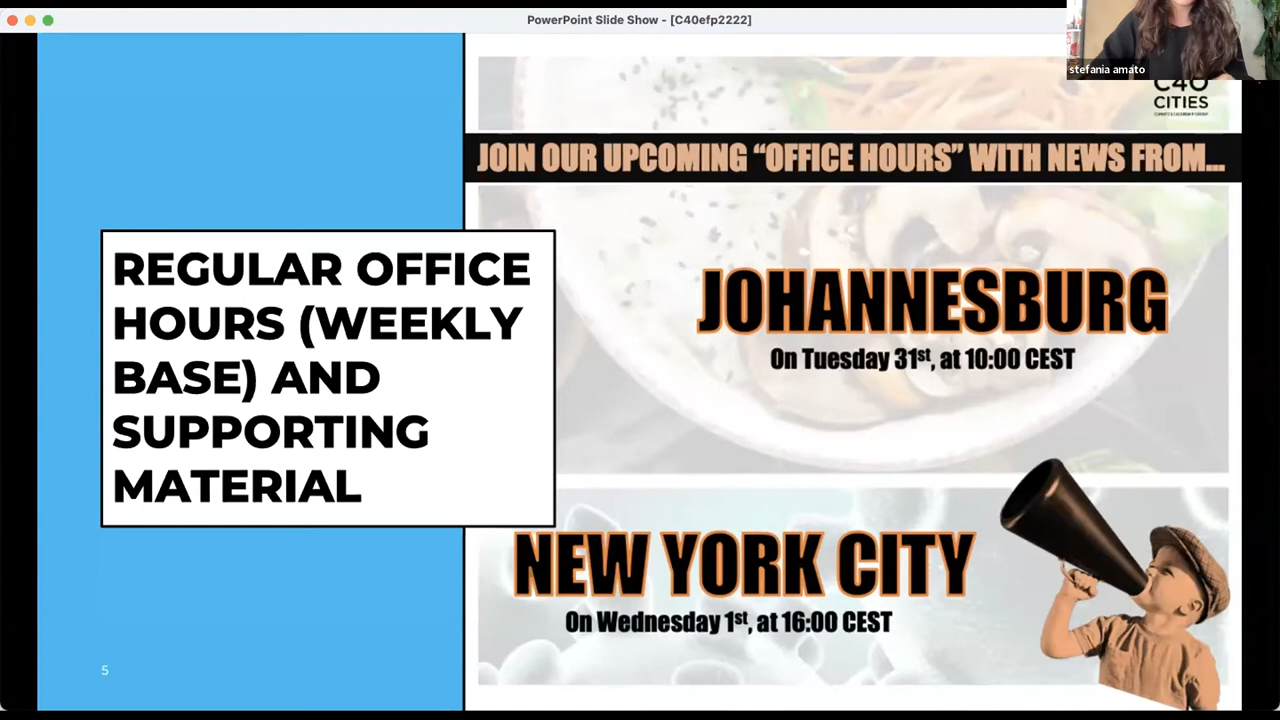 PowerPoint Slide Show - [C40efp2222]
stefania amato
C40
CITIES
JOIN OUR UPCOMING “OFFICE HOURS” WITH NEWS FROM...
REGULAR OFFICE
HOURS (WEEKLY
BASE) AND
SUPPORTING
MATERIAL
JOHANNESBURG
On Tuesday 31st, at 10:00 CEST
NEW YORK CITY
On Wednesday 1st, at 16:00 CEST
5